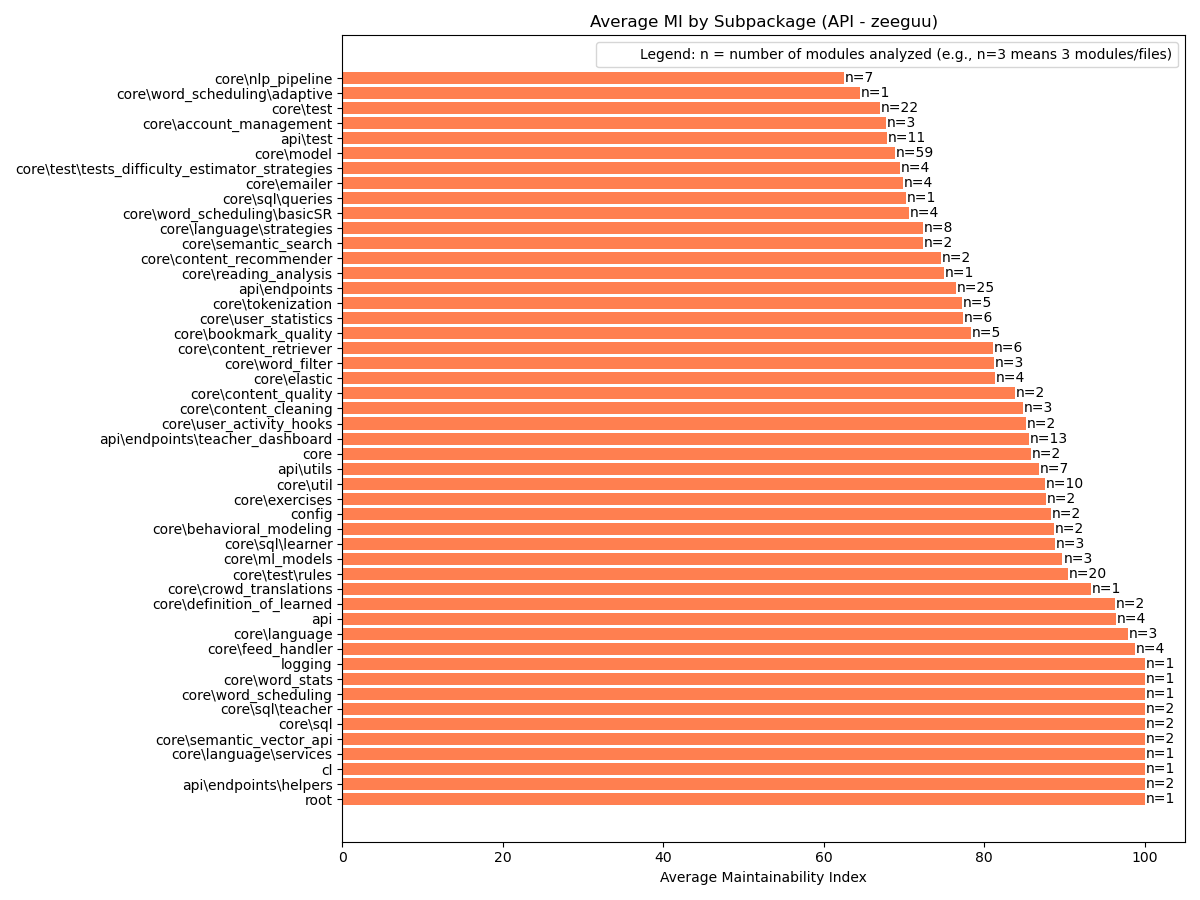 Average MI by Subpackage (API - zeeguu)
Legend: n = number of modules analyzed (e.g., n=3 means 3 modules/files)
core\nlp_pipeline n=7
core\word_scheduling\adaptive n=1
core\test n=22
core\account_management n=3
api\test n=11
core\model n=59
core\test\tests_difficulty_estimator_strategies n=4
core\emailer n=4
core\sql\queries n=1
core\word_scheduling\basicSR n=4
core\language\strategies n=8
core\semantic_search n=2
core\content_recommender n=2
core\reading_analysis n=1
api\endpoints n=25
core\tokenization n=5
core\user_statistics n=6
core\bookmark_quality n=5
core\content_retriever n=6
core\word_filter n=3
core\elastic n=4
core\content_quality n=2
core\content_cleaning n=3
core\user_activity_hooks n=2
api\endpoints\teacher_dashboard n=13
core n=2
api\utils n=7
core\util n=10
core\exercises n=2
config n=2
core\behavioral_modeling n=2
core\sql\learner n=3
core\ml_models n=3
core\test\rules n=20
core\crowd_translations n=1
core\definition_of_learned n=2
api n=4
core\language n=3
core\feed_handler n=4
logging n=1
core\word_stats n=1
core\word_scheduling n=1
core\sql\teacher n=2
core\sql n=2
core\semantic_vector_api n=2
core\language\services n=1
cl n=1
api\endpoints\helpers n=2
root n=1
0 20 40 60 80 100
Average Maintainability Index